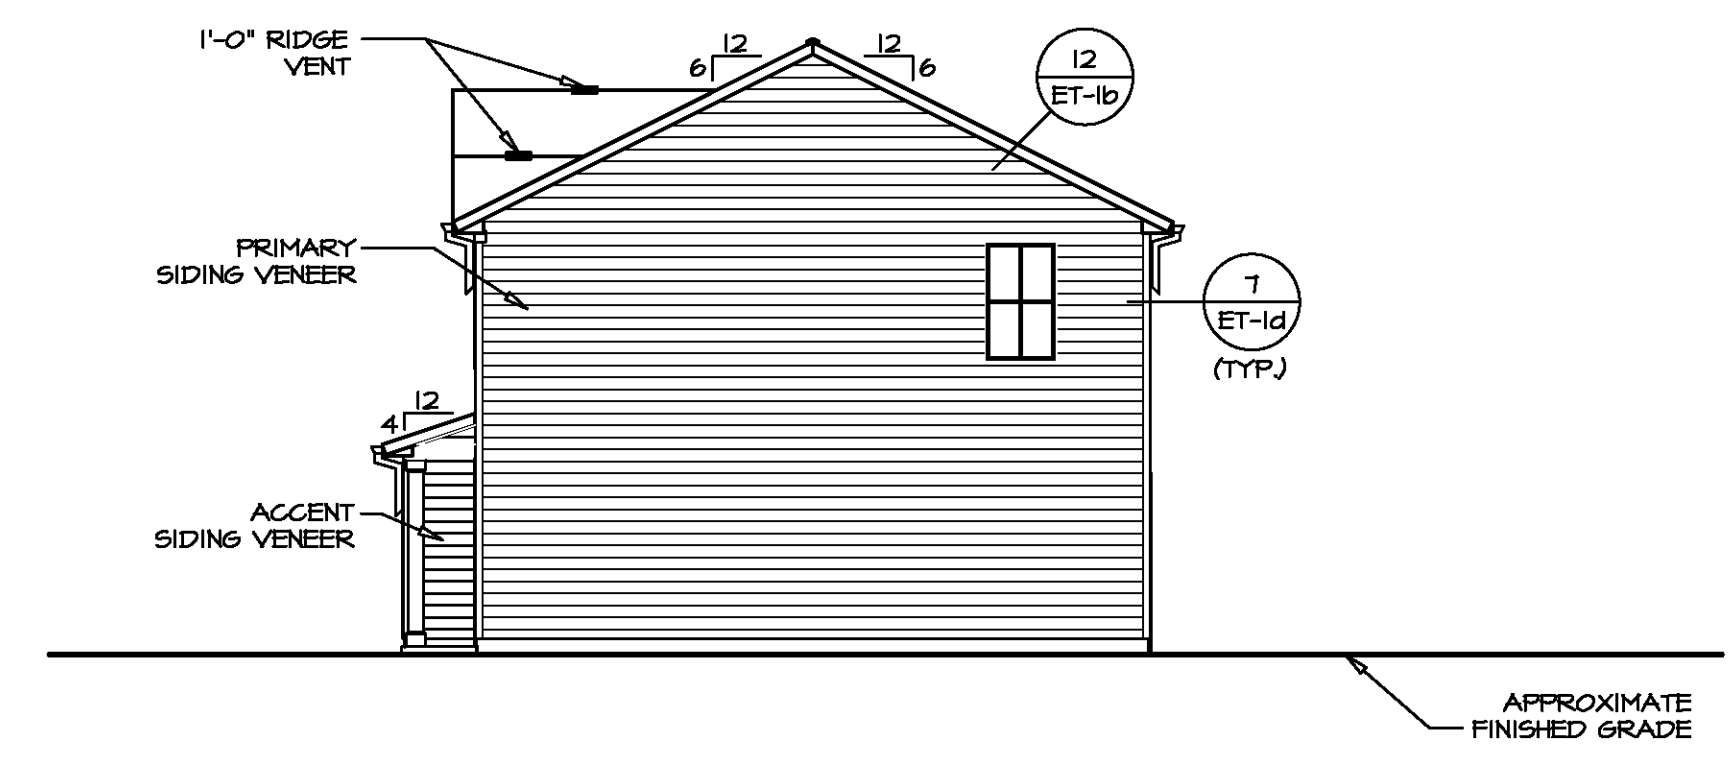 1'-0" RIDGE
VENT
12
6
12
6
12
ET-1b
PRIMARY
SIDING VENEER
7
ET-1d
(TYP.)
12
4
ACCENT
SIDING VENEER
APPROXIMATE
FINISHED GRADE